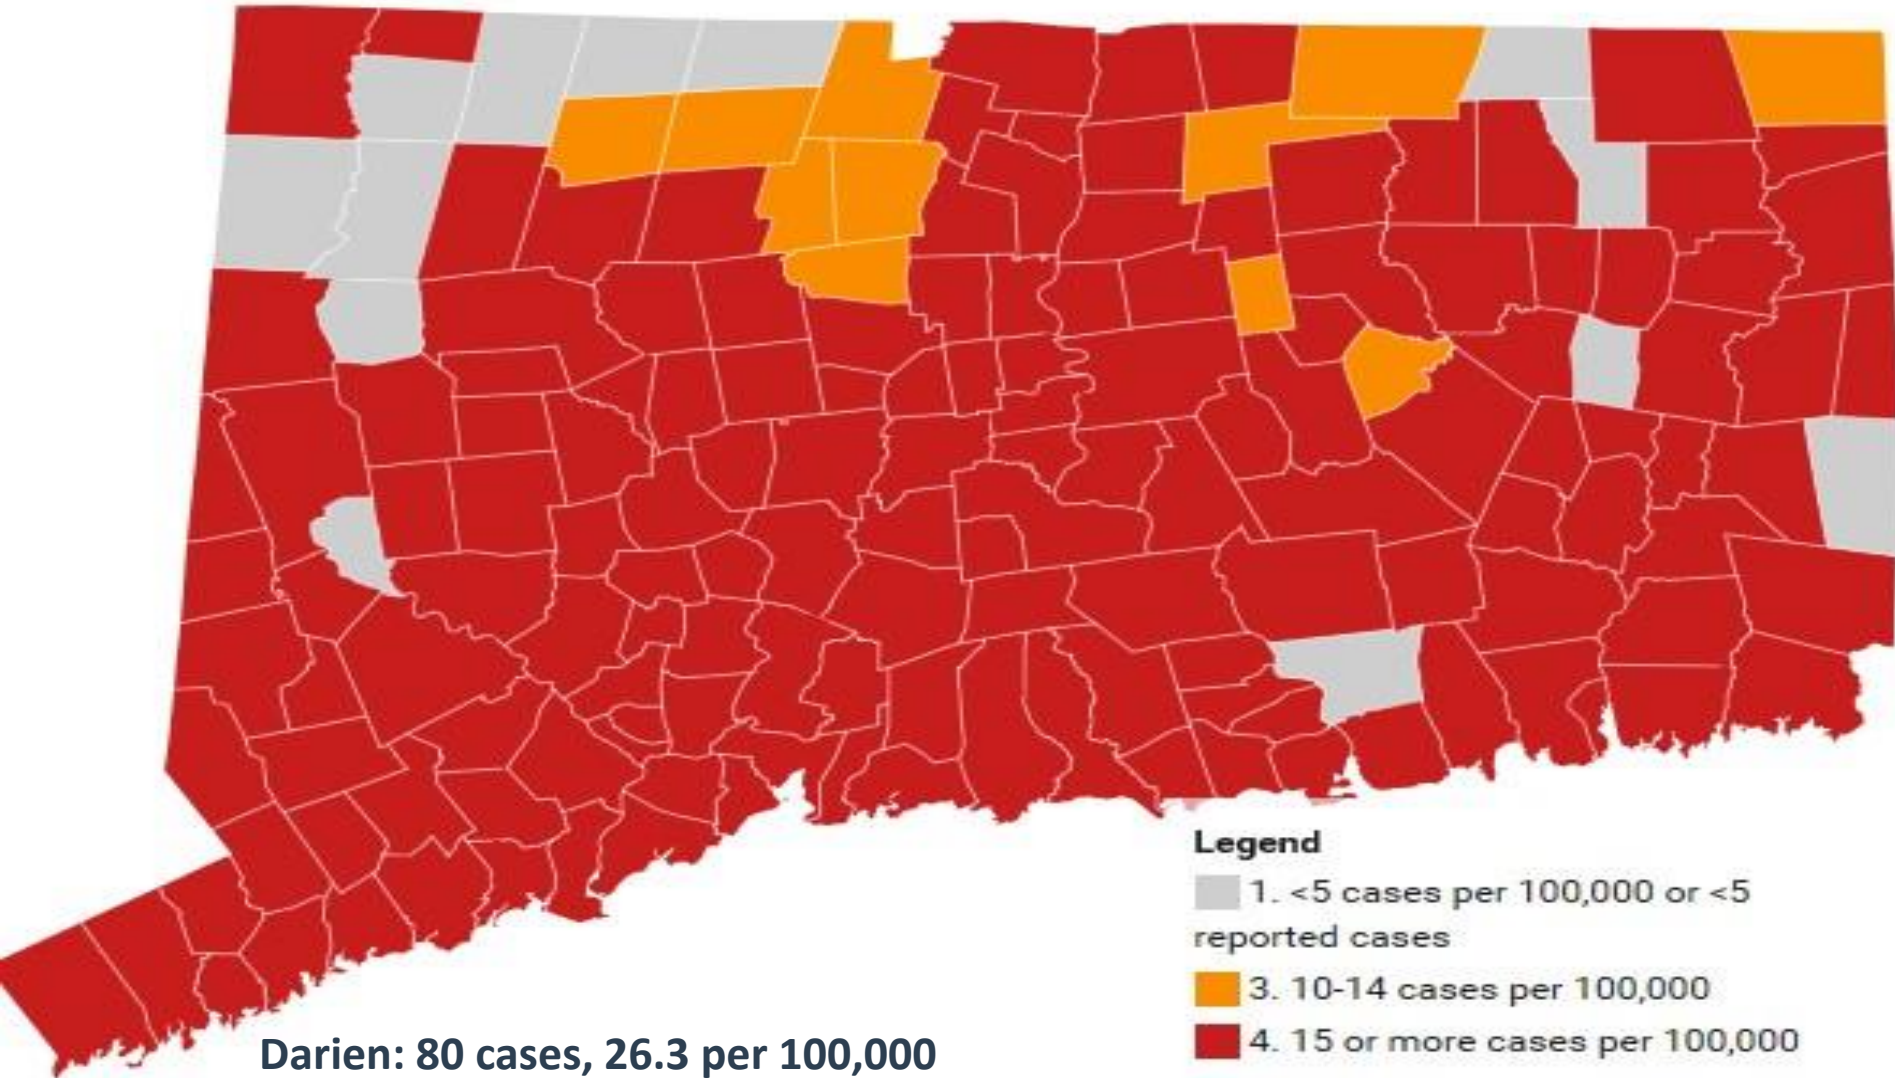 Legend
1. <5 cases per 100,000 or <5
reported cases
3. 10-14 cases per 100,000
4. 15 or more cases per 100,000
Darien: 80 cases, 26.3 per 100,000